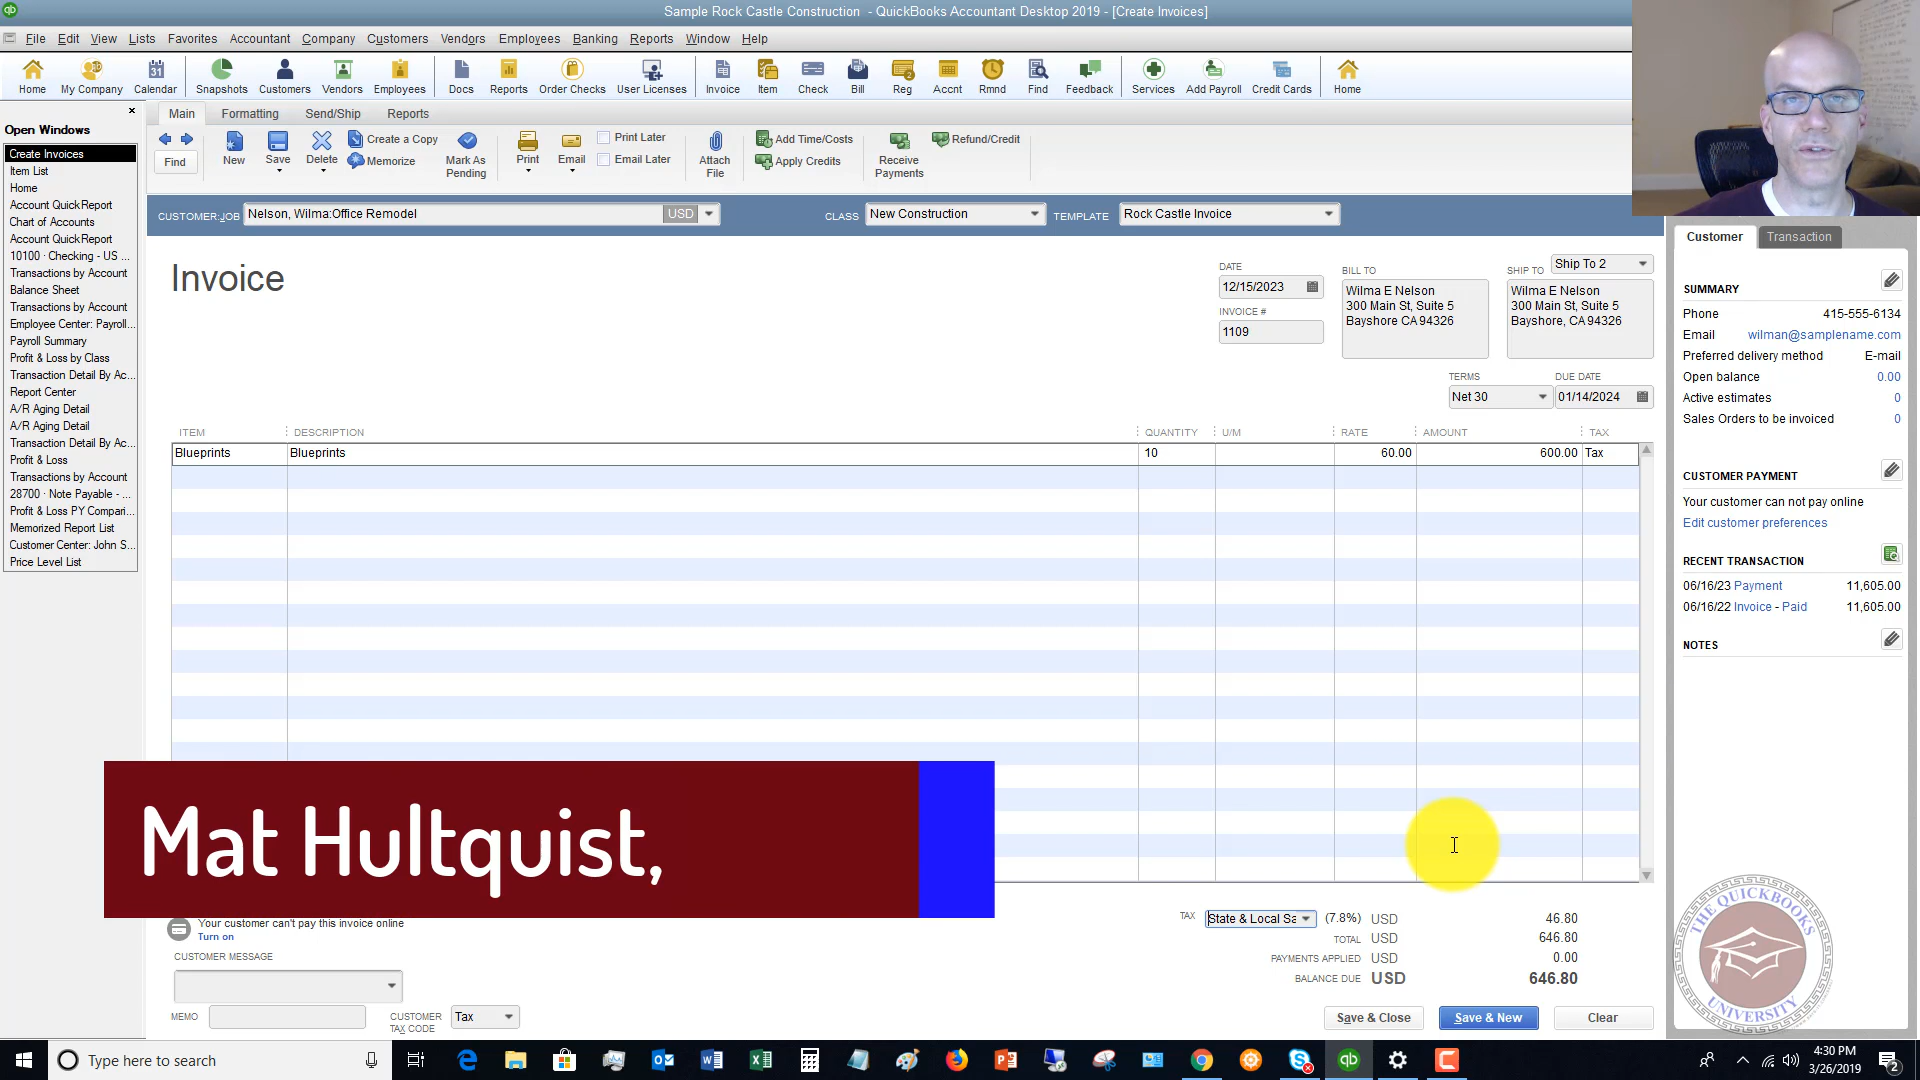 Sample Rock Castle Construction - QuickBooks Accountant Desktop 2019 - [Create Invoices]
File Edit View Lists Favorites Accountant Company Customers Vendors Employees Banking Reports Window Help
Home My Company Calendar Snapshots Customers Vendors Employees Docs Reports Order Checks User Licenses Invoice Item Check Bill Reg Accnt Rmnd Find Feedback Services Add Payroll Credit Cards Home
Open Windows
Create Invoices
Item List
Home
Account QuickReport
Chart of Accounts
Account QuickReport
10100 · Checking - US ...
Transactions by Account
Balance Sheet
Transactions by Account
Employee Center: Payroll...
Payroll Summary
Profit & Loss by Class
Transaction Detail By Ac...
Report Center
A/R Aging Detail
A/R Aging Detail
Transaction Detail By Ac...
Profit & Loss
Transactions by Account
28700 · Note Payable - ...
Profit & Loss PY Compari...
Memorized Report List
Customer Center: John S...
Price Level List
Main Formatting Send/Ship Reports
Find New Save Delete Create a Copy Memorize Mark As Pending Print Email Print Later Email Later Attach File Add Time/Costs Apply Credits Receive Payments Refund/Credit
CUSTOMER:JOB Nelson, Wilma:Office Remodel USD CLASS New Construction TEMPLATE Rock Castle Invoice
Invoice
DATE
12/15/2023
INVOICE #
1109
BILL TO
Wilma E Nelson
300 Main St, Suite 5
Bayshore CA 94326
SHIP TO Ship To 2
Wilma E Nelson
300 Main St, Suite 5
Bayshore, CA 94326
TERMS
Net 30
DUE DATE
01/14/2024
ITEM DESCRIPTION QUANTITY U/M RATE AMOUNT TAX
Blueprints Blueprints 10 60.00 600.00 Tax
Mat Hultquist,
Your customer can't pay this invoice online
Turn on
CUSTOMER MESSAGE
MEMO
CUSTOMER TAX CODE Tax
TAX State & Local Sa (7.8%) USD 46.80
TOTAL USD 646.80
PAYMENTS APPLIED USD 0.00
BALANCE DUE USD 646.80
Save & Close Save & New Clear
Customer Transaction
SUMMARY
Phone 415-555-6134
Email wilman@samplename.com
Preferred delivery method E-mail
Open balance 0.00
Active estimates 0
Sales Orders to be invoiced 0
CUSTOMER PAYMENT
Your customer can not pay online
Edit customer preferences
RECENT TRANSACTION
06/16/23 Payment 11,605.00
06/16/22 Invoice - Paid 11,605.00
NOTES
THE QUICKBOOKS
UNIVERSITY
Type here to search
4:30 PM
3/26/2019
2